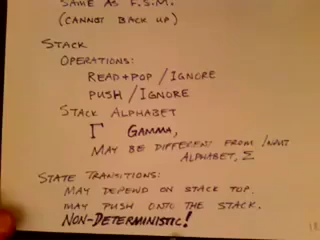 SAME AS F.S.M.
(CANNOT BACK UP)
STACK
OPERATIONS:
READ+POP / IGNORE
PUSH / IGNORE
STACK ALPHABET
Γ GAMMA,
MAY BE DIFFERENT FROM INPUT
ALPHABET, Σ
STATE TRANSITIONS:
MAY DEPEND ON STACK TOP.
MAY PUSH ONTO THE STACK.
NON-DETERMINISTIC!